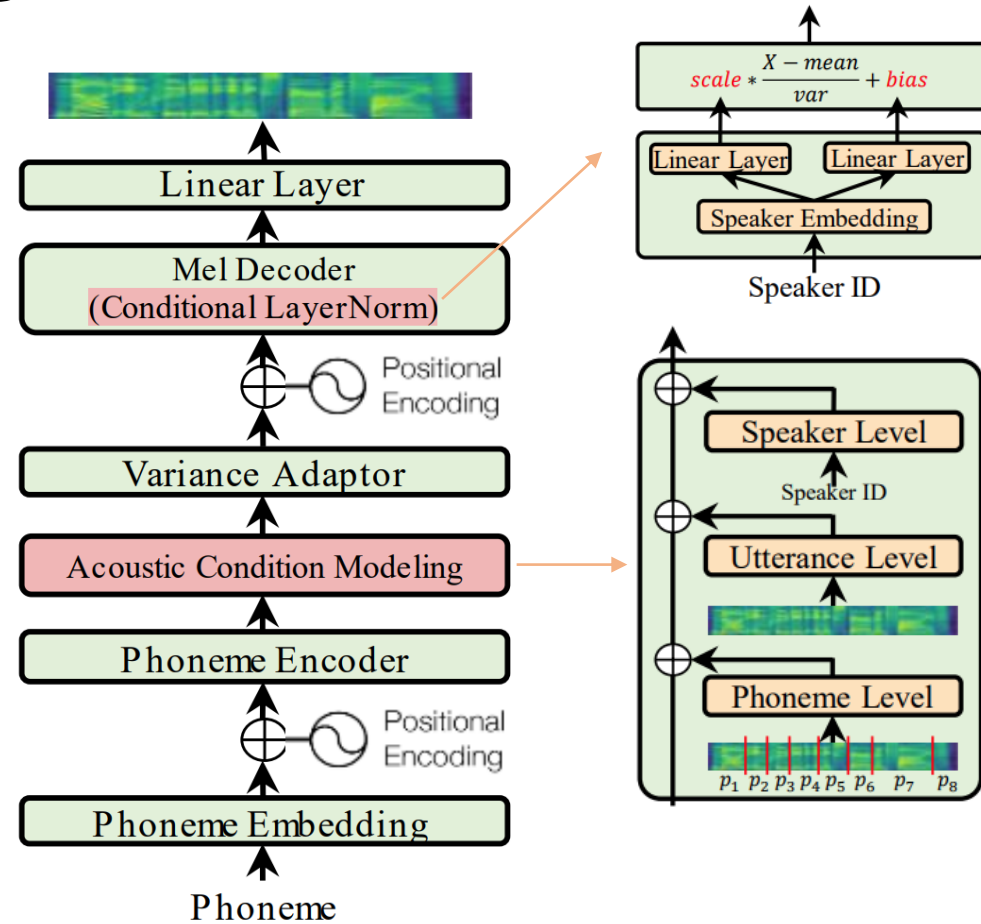 Linear Layer
Mel Decoder
(Conditional LayerNorm)
Positional
Encoding
Variance Adaptor
Acoustic Condition Modeling
Phoneme Encoder
Positional
Encoding
Phoneme Embedding
Phoneme
scale * (X − mean) / var + bias
Linear Layer
Linear Layer
Speaker Embedding
Speaker ID
Speaker Level
Speaker ID
Utterance Level
Phoneme Level
p₁ p₂ p₃ p₄ p₅ p₆ p₇ p₈